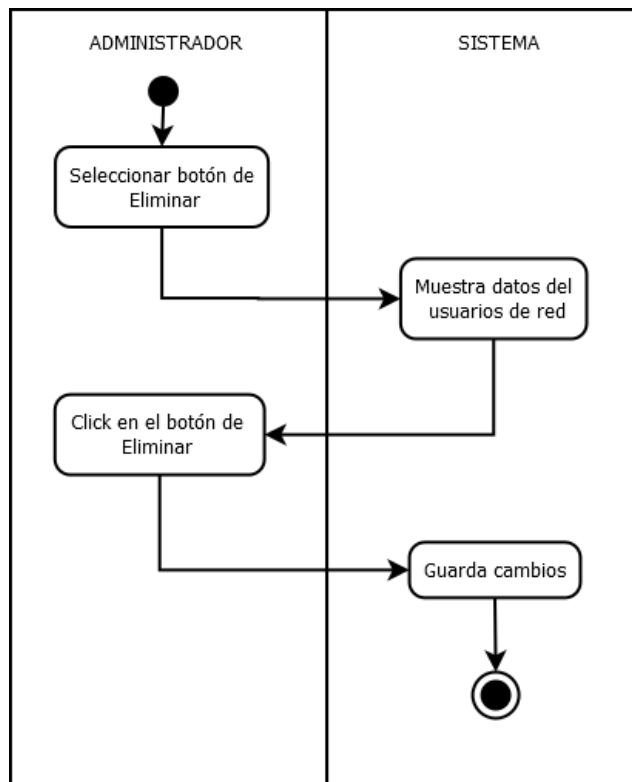 ADMINISTRADOR
SISTEMA
Seleccionar botón de
Eliminar
Muestra datos del
usuarios de red
Click en el botón de
Eliminar
Guarda cambios